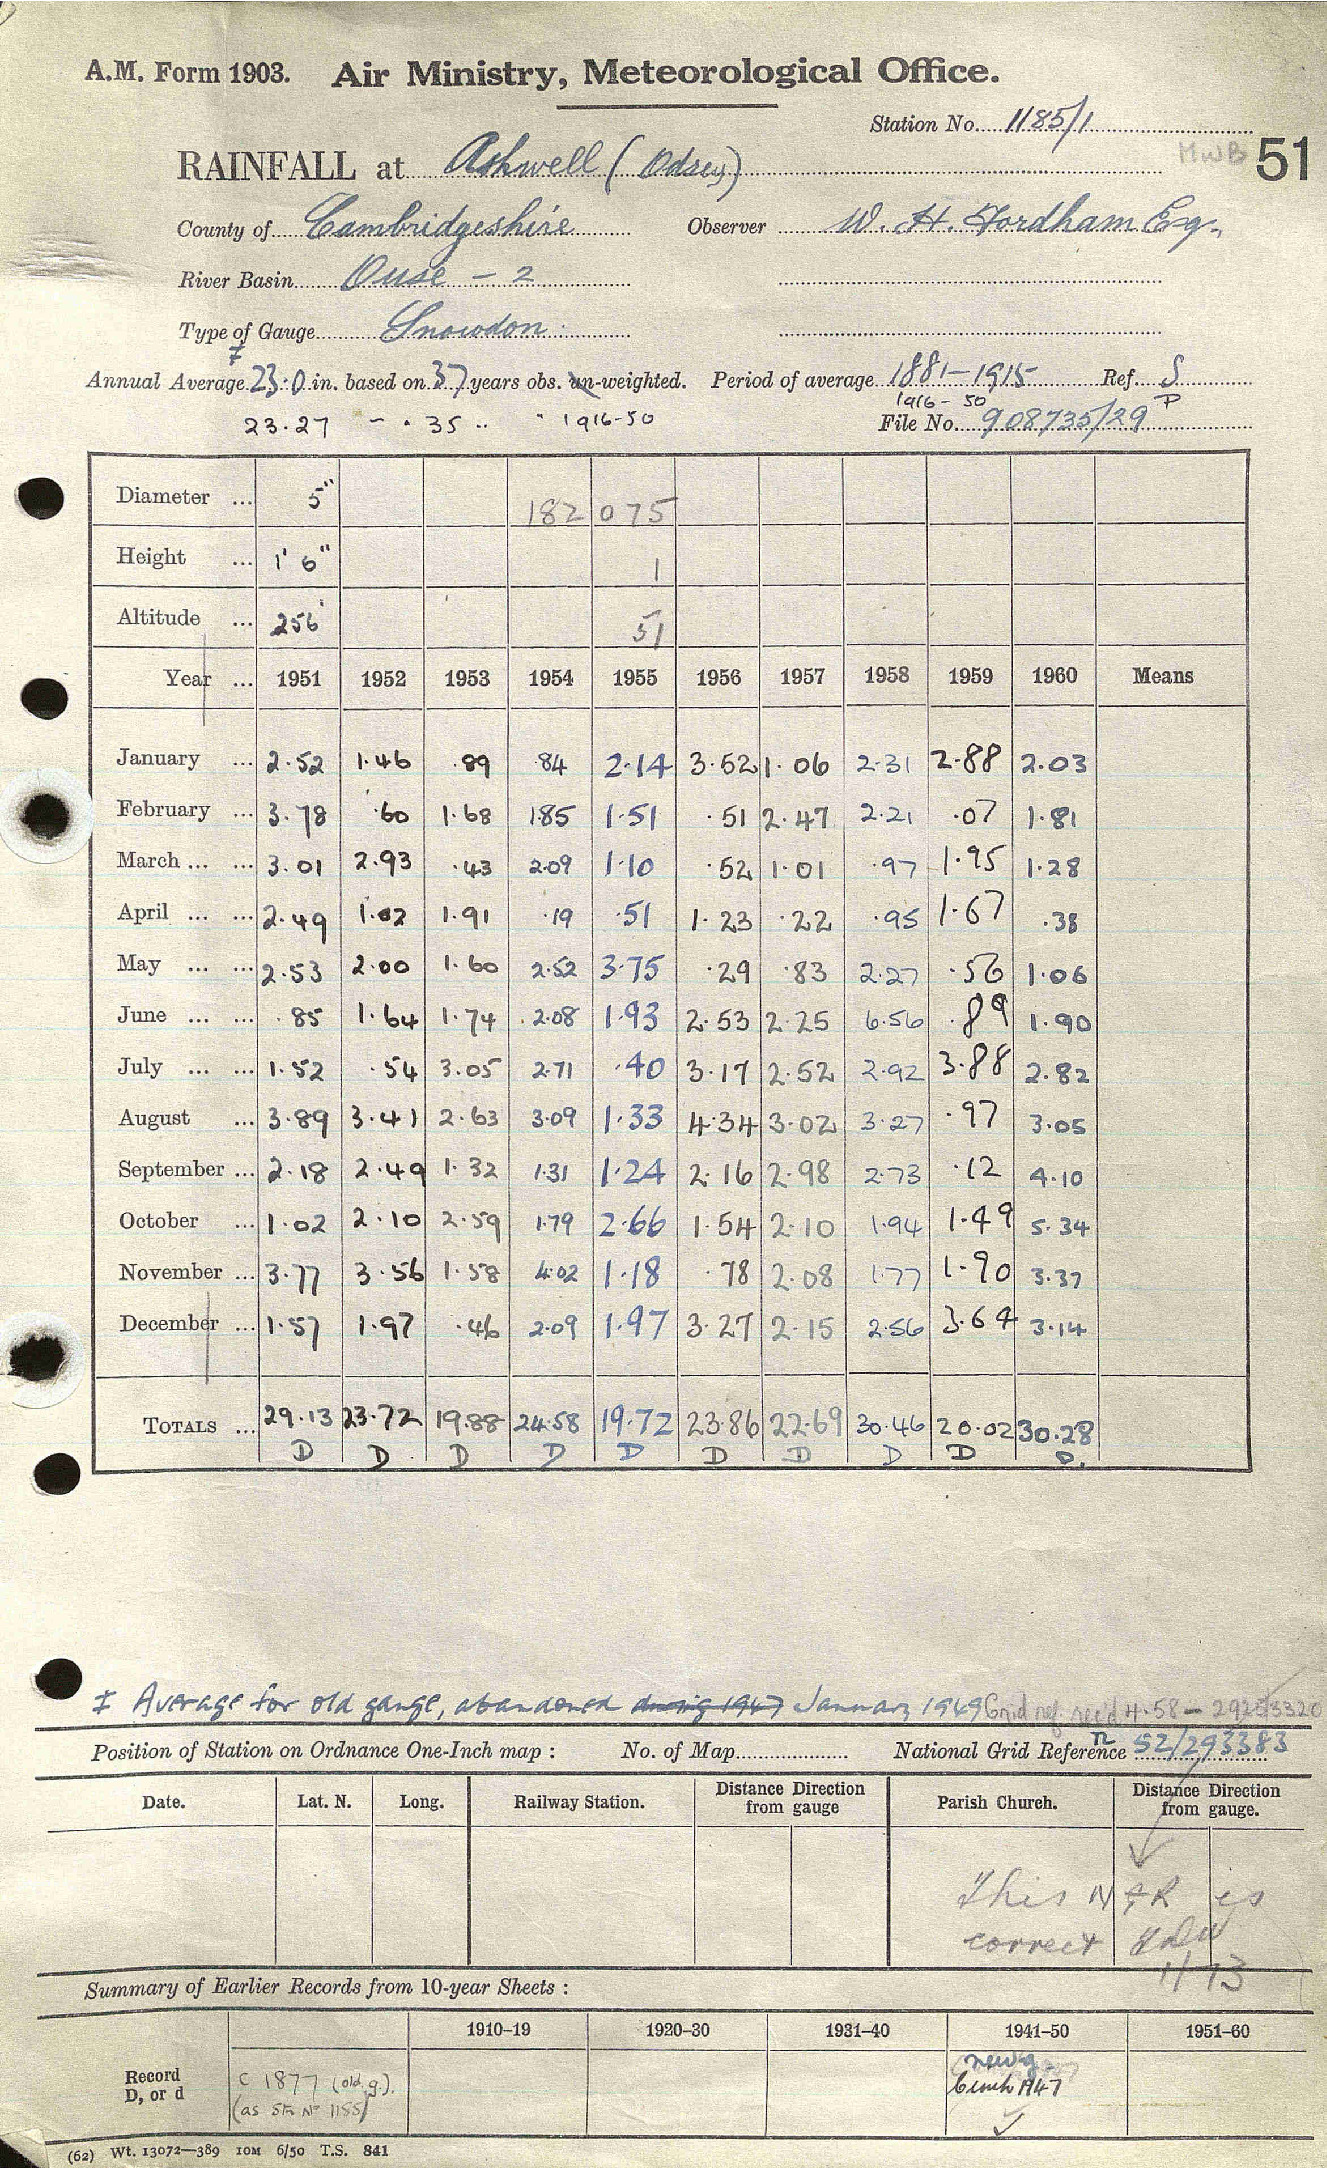 A.M. Form 1903. Air Ministry, Meteorological Office.
Station No. 1185/1
MWB 51
RAINFALL at Ashwell (Odsey)
County of Cambridgeshire Observer W. H. Fordham Esq.
River Basin Ouse - 2
Type of Gauge Snowdon
Annual Average ‡ 23.0 in. based on 37 years obs. un-weighted. Period of average 1881-1915 Ref. S
1916-50 P
23.27 - . 35 .. " 1916-50 File No. 908735/29
Diameter ... 5" 182 075
Height ... 1' 6" 1
Altitude ... 256' 51
Year ... 1951 1952 1953 1954 1955 1956 1957 1958 1959 1960 Means
January ... 2.52 1.46 .89 .84 2.14 3.52 1.06 2.31 2.88 2.03
February ... 3.78 .60 1.68 1.85 1.51 .51 2.47 2.21 .07 1.81
March ... ... 3.01 2.93 .43 2.09 1.10 .52 1.01 .97 1.95 1.28
April ... ... 2.49 1.02 1.91 .19 .51 1.23 .22 .95 1.67 .38
May ... ... 2.53 2.00 1.60 2.52 3.75 .29 .83 2.27 .56 1.06
June ... ... .85 1.64 1.74 2.08 1.93 2.53 2.25 6.56 .89 1.90
July ... ... 1.52 .54 3.05 2.71 .40 3.17 2.52 2.92 3.88 2.82
August ... 3.89 3.41 2.63 3.09 1.33 4.34 3.02 3.27 .97 3.05
September ... 2.18 2.49 1.32 1.31 1.24 2.16 2.98 2.73 .12 4.10
October ... 1.02 2.10 2.59 1.79 2.66 1.54 2.10 1.94 1.49 5.34
November ... 3.77 3.56 1.58 4.02 1.18 .78 2.08 1.77 1.90 3.37
December ... 1.57 1.97 .46 2.09 1.97 3.27 2.15 2.56 3.64 3.14
TOTALS ... 29.13 23.72 19.88 24.58 19.72 23.86 22.69 30.46 20.02 30.28
D D D D D D D D D D.
‡ Average for old gauge, abandoned during 1947 January 1949 Grid ref. rec'd 4.58 -
Position of Station on Ordnance One-Inch map : No. of Map National Grid Reference 52/293383
Date. Lat. N. Long. Railway Station. Distance from gauge Direction Parish Church. Distance from gauge. Direction
This NGR is
correct
1/73
Summary of Earlier Records from 10-year Sheets :
1910–19 1920–30 1931–40 1941–50 1951–60
Record D, or d c 1877 (old g.). new g.
(as Stn No 1185)
1947
(62) Wt. 13072—389 10M 6/50 T.S. 841